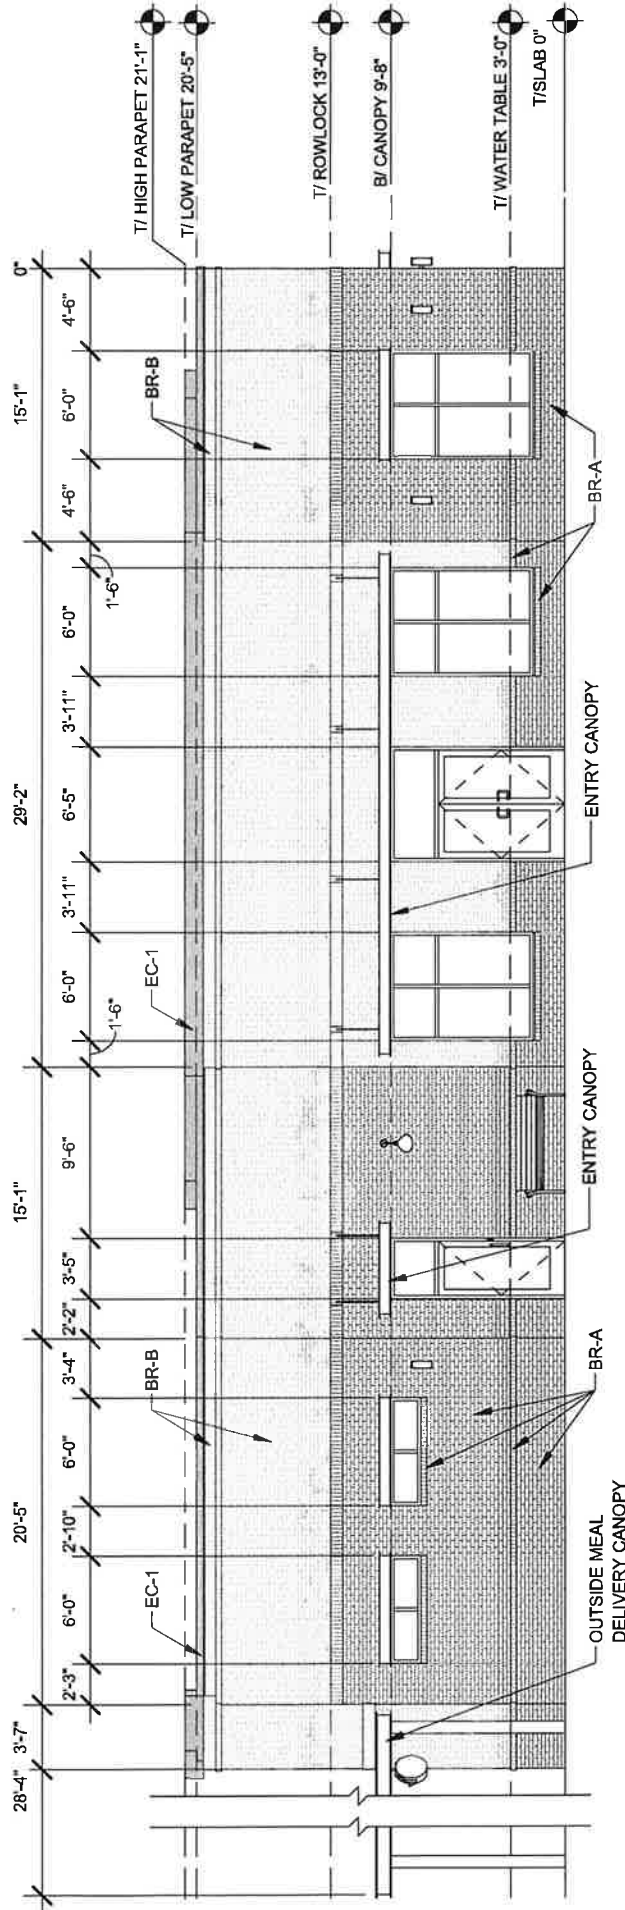 28'-4"
3'-7"
20'-5"
15'-1"
29'-2"
15'-1"
0"
2'-3"
6'-0"
2'-10"
6'-0"
3'-4"
2'-2"
3'-5"
9'-6"
1'-6"
6'-0"
3'-11"
6'-5"
3'-11"
6'-0"
1'-6"
4'-6"
6'-0"
4'-6"
T/ HIGH PARAPET 21'-1"
T/ LOW PARAPET 20'-5"
T/ ROWLOCK 13'-0"
B/ CANOPY 9'-8"
T/ WATER TABLE 3'-0"
T/SLAB 0"
EC-1
BR-B
EC-1
BR-B
OUTSIDE MEAL
DELIVERY CANOPY
BR-A
ENTRY CANOPY
ENTRY CANOPY
BR-A